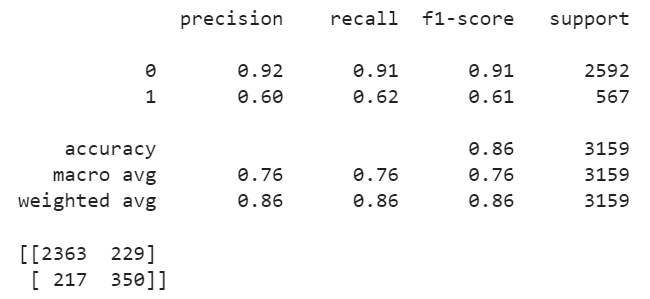 precision recall f1-score support
0 0.92 0.91 0.91 2592
1 0.60 0.62 0.61 567
accuracy 0.86 3159
macro avg 0.76 0.76 0.76 3159
weighted avg 0.86 0.86 0.86 3159
[[2363 229]
[ 217 350]]